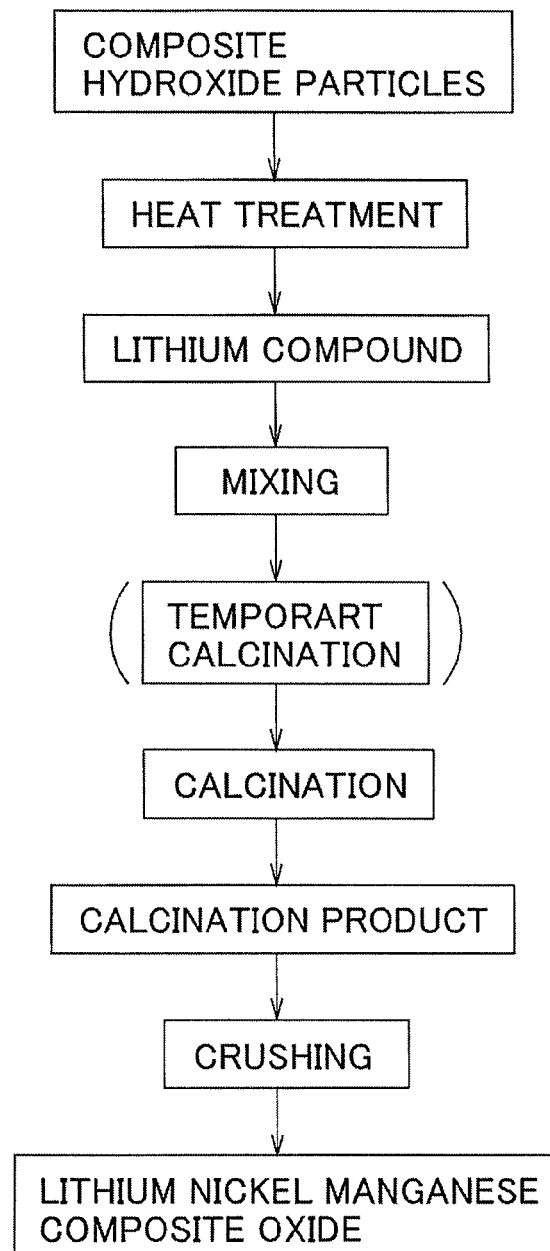 COMPOSITE
HYDROXIDE PARTICLES
HEAT TREATMENT
LITHIUM COMPOUND
MIXING
TEMPORART
CALCINATION
CALCINATION
CALCINATION PRODUCT
CRUSHING
LITHIUM NICKEL MANGANESE
COMPOSITE OXIDE